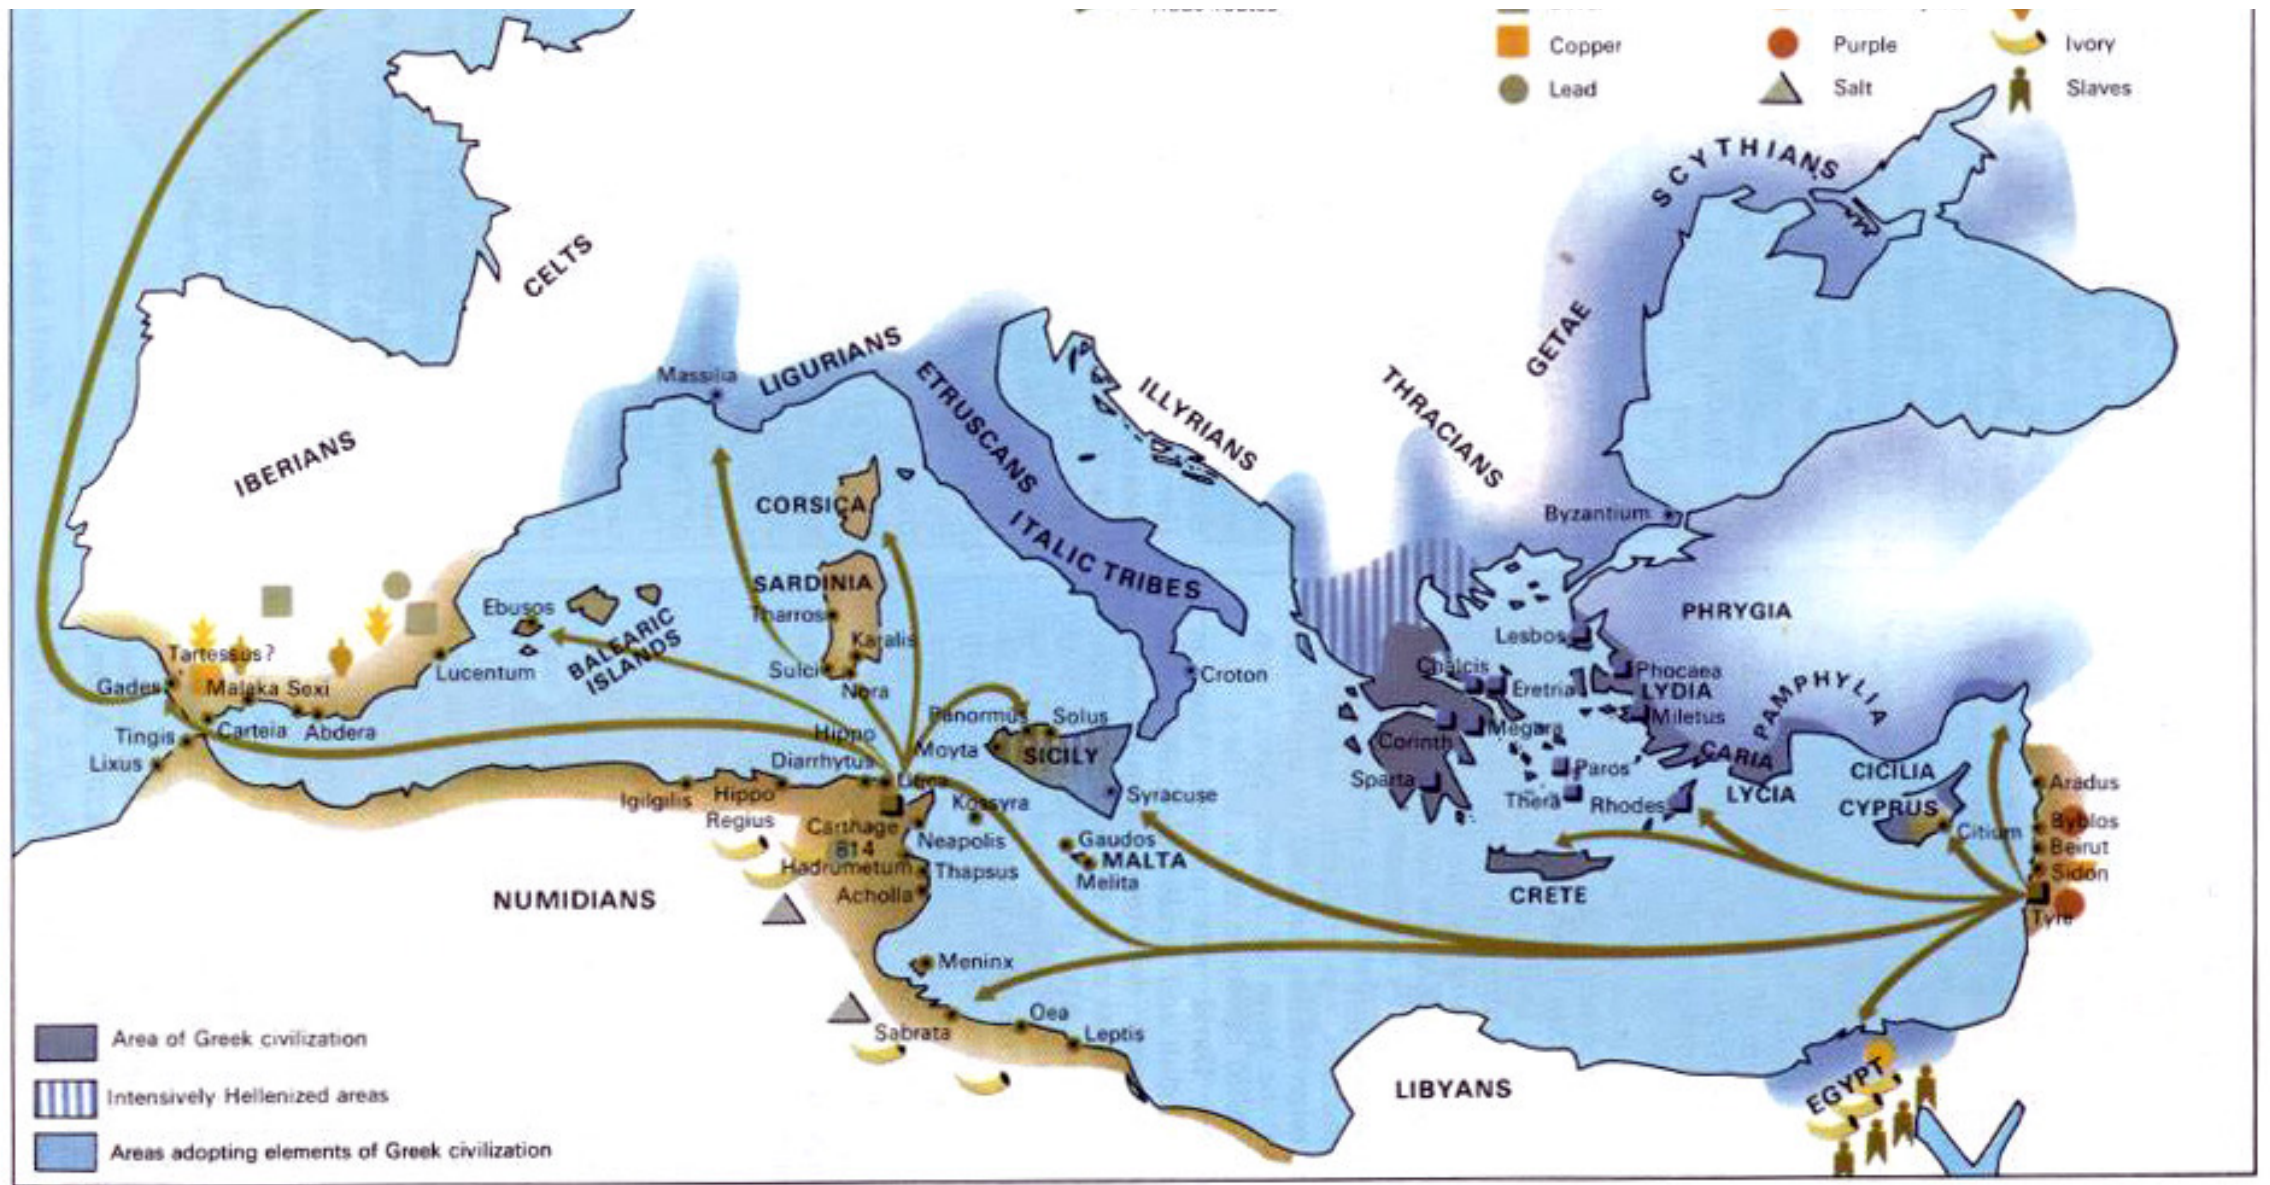 Copper
Purple
Ivory
Lead
Salt
Slaves
SCYTHIANS
CELTS
GETAE
LIGURIANS
Massilia
ETRUSCANS
ILLYRIANS
THRACIANS
IBERIANS
CORSICA
ITALIC TRIBES
Byzantium
SARDINIA
Tharros
Ebusos
BALEARIC
ISLANDS
PHRYGIA
Lesbos
Karalis
Tartessus?
Lucentum
Sulci
Nora
Croton
Chalcis
Phocaea
Eretria
LYDIA
PAMPHYLIA
Gades
Malaka Sexi
Panormus
Solus
Miletus
Tingis
Carteia
Abdera
Hippo
Diarrhytus
Moyta
SICILY
Corinth
Megara
CARIA
Lixus
Utica
Sparta
Paros
CICILIA
Aradus
Igilgilis
Hippo
Regius
Kossyra
Syracuse
Thera
Rhodes
LYCIA
CYPRUS
Citium
Byblos
Carthage
814
Neapolis
Gaudos
MALTA
Melita
Beirut
Hadrumetum
Thapsus
Sidon
Acholla
CRETE
Tyre
NUMIDIANS
Meninx
Oea
Sabrata
Leptis
LIBYANS
EGYPT
Area of Greek civilization
Intensively Hellenized areas
Areas adopting elements of Greek civilization